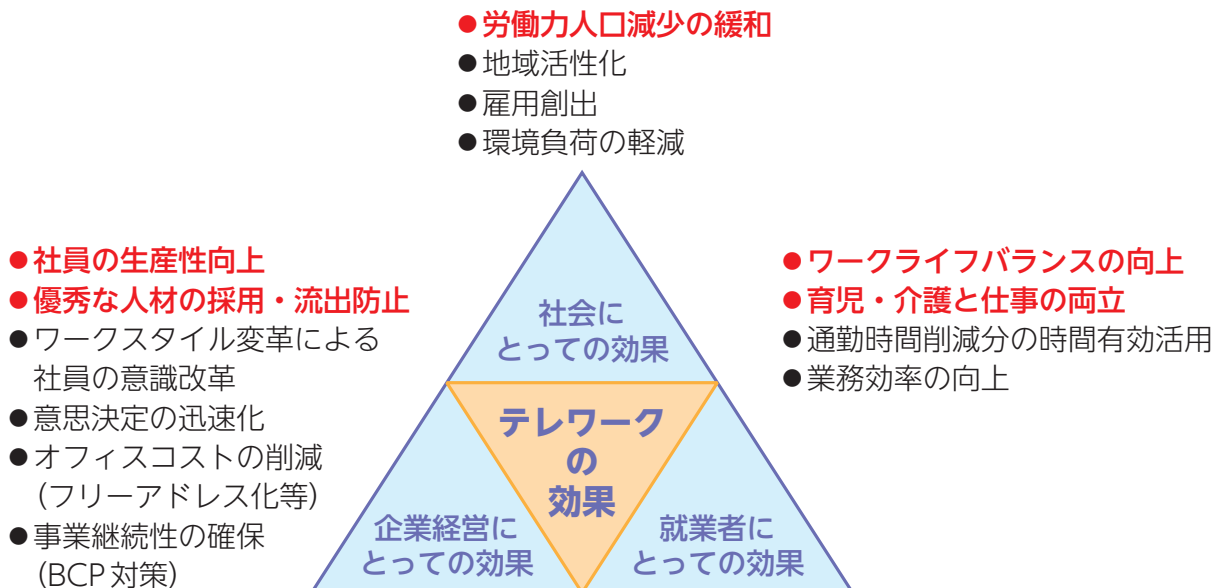 ●労働力人口減少の緩和
●地域活性化
●雇用創出
●環境負荷の軽減
●社員の生産性向上
●優秀な人材の採用・流出防止
●ワークスタイル変革による
社員の意識改革
●意思決定の迅速化
●オフィスコストの削減
（フリーアドレス化等）
●事業継続性の確保
（BCP対策）
●ワークライフバランスの向上
●育児・介護と仕事の両立
●通勤時間削減分の時間有効活用
●業務効率の向上
社会に
とっての効果
テレワーク
の
効果
企業経営に
とっての効果
就業者に
とっての効果